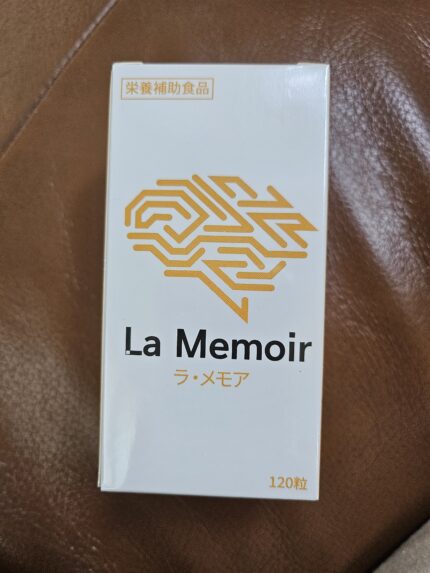 栄養補助食品
La Memoir
ラ・メモア
120粒